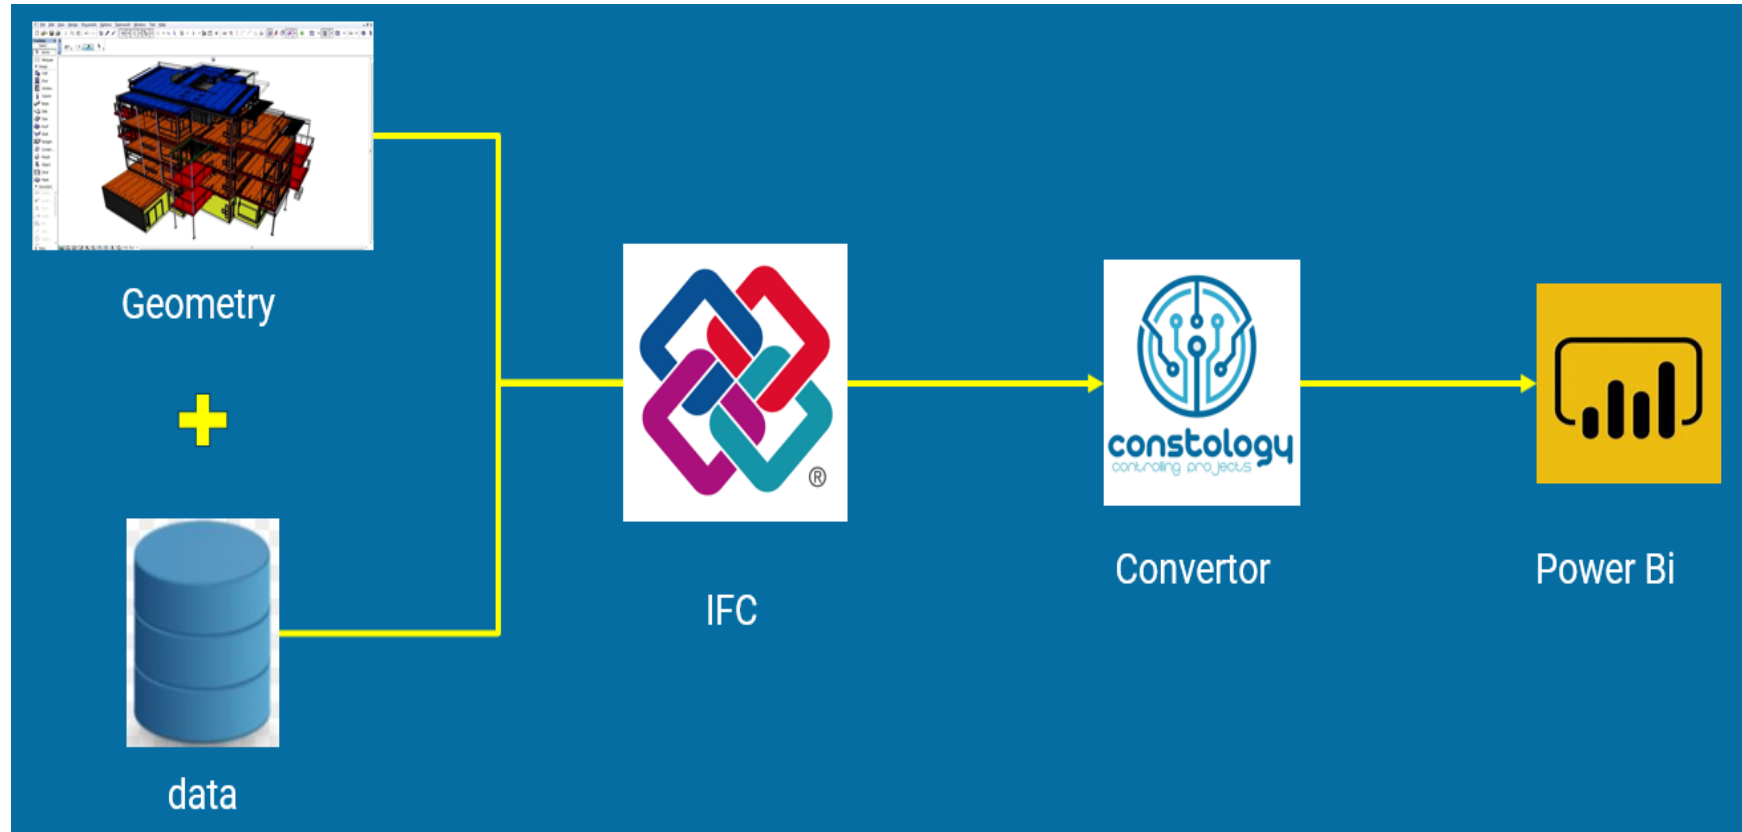 Geometry
data
IFC
®
constology
controlling projects
Convertor
Power Bi